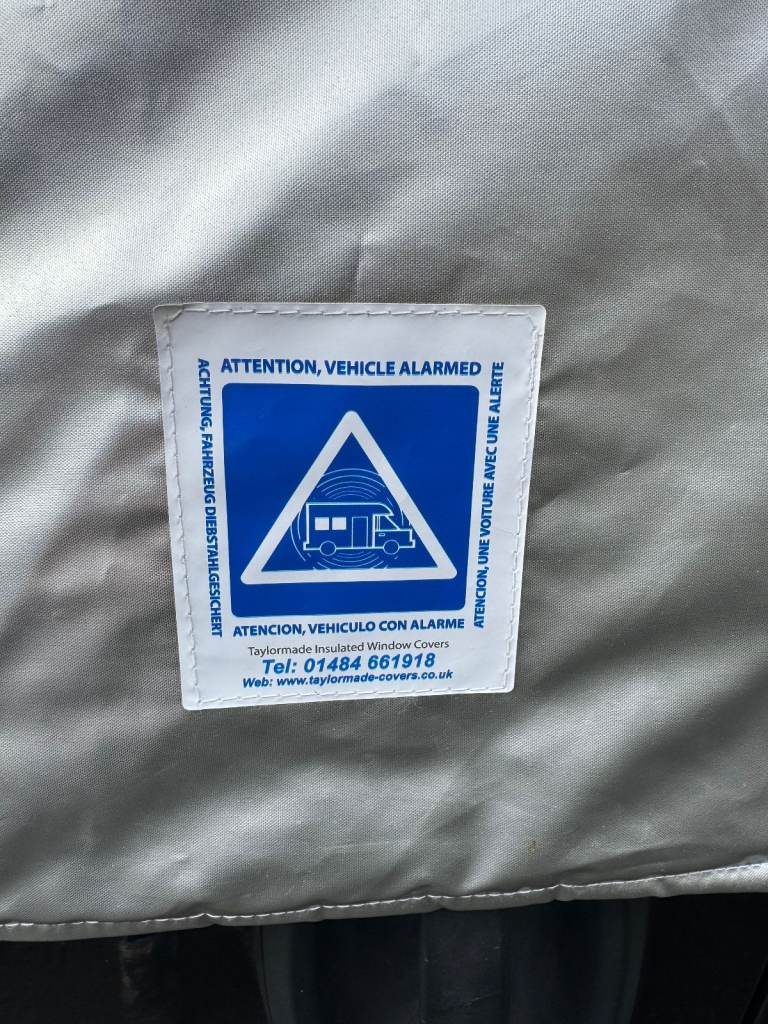 ATTENTION, VEHICLE ALARMED
ACHTUNG, FAHRZEUG DIEBSTAHLGESICHERT
ATENCION, UNE VOITURE AVEC UNE ALERTE
ATENCION, VEHICULO CON ALARME
Taylormade Insulated Window Covers
Tel: 01484 661918
Web: www.taylormade-covers.co.uk